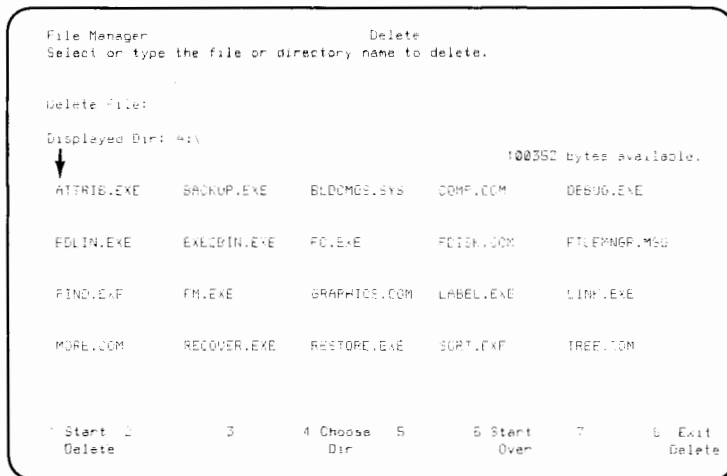 File Manager Delete
Select or type the file or directory name to delete.
Delete File:
Displayed Dir: A:\
100352 bytes available.
ATTRIB.EXE BACKUP.EXE BLDCMOS.SYS COMP.COM DEBUG.EXE
EDLIN.EXE EXE2BIN.EXE FC.EXE FDISK.COM FILEMNGR.MSG
FIND.EXE FM.EXE GRAPHICS.COM LABEL.EXE LINK.EXE
MORE.COM RECOVER.EXE RESTORE.EXE SORT.EXE TREE.COM
1 Start 2 3 4 Choose 5 6 Start 7 8 Exit
Delete Dir Over Delete